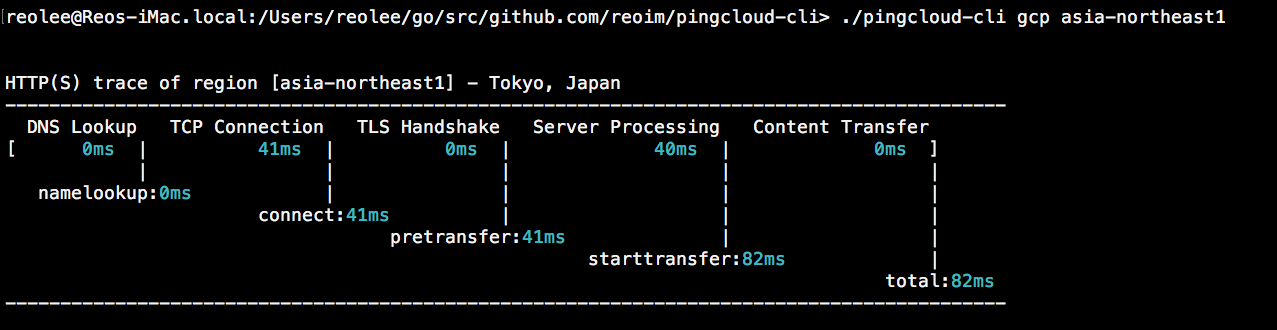 reolee@Reos-iMac.local:/Users/reolee/go/src/github.com/reoim/pingcloud-cli> ./pingcloud-cli gcp asia-northeast1
HTTP(S) trace of region [asia-northeast1] - Tokyo, Japan
-------------------------------------------------------------------------------------------
DNS Lookup TCP Connection TLS Handshake Server Processing Content Transfer
[ 0ms | 41ms | 0ms | 40ms | 0ms ]
| | | | |
namelookup:0ms | | | |
connect:41ms | | |
pretransfer:41ms | |
starttransfer:82ms |
total:82ms
-------------------------------------------------------------------------------------------